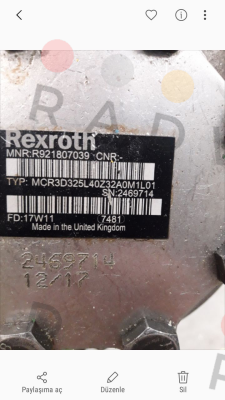 Rexroth
MNR:R921807039 CNR:-
TYP: MCR3D325L40Z32A0M1L01
SN:2469714
FD:17W11 7481
Made in the United Kingdom
2469714
12/17
Paylaşıma aç Düzenle Sil